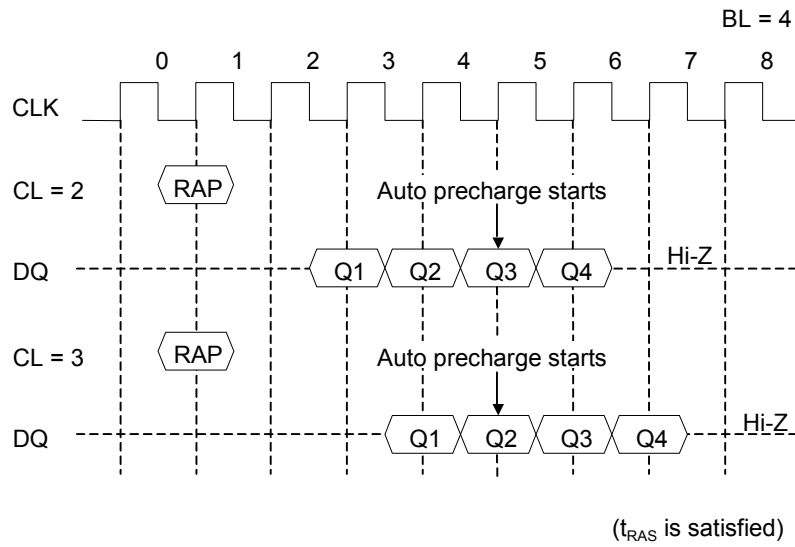 BL = 4
0 1 2 3 4 5 6 7 8
CLK
CL = 2 RAP Auto precharge starts
DQ Q1 Q2 Q3 Q4 Hi-Z
CL = 3 RAP Auto precharge starts
DQ Q1 Q2 Q3 Q4 Hi-Z
(tRAS is satisfied)